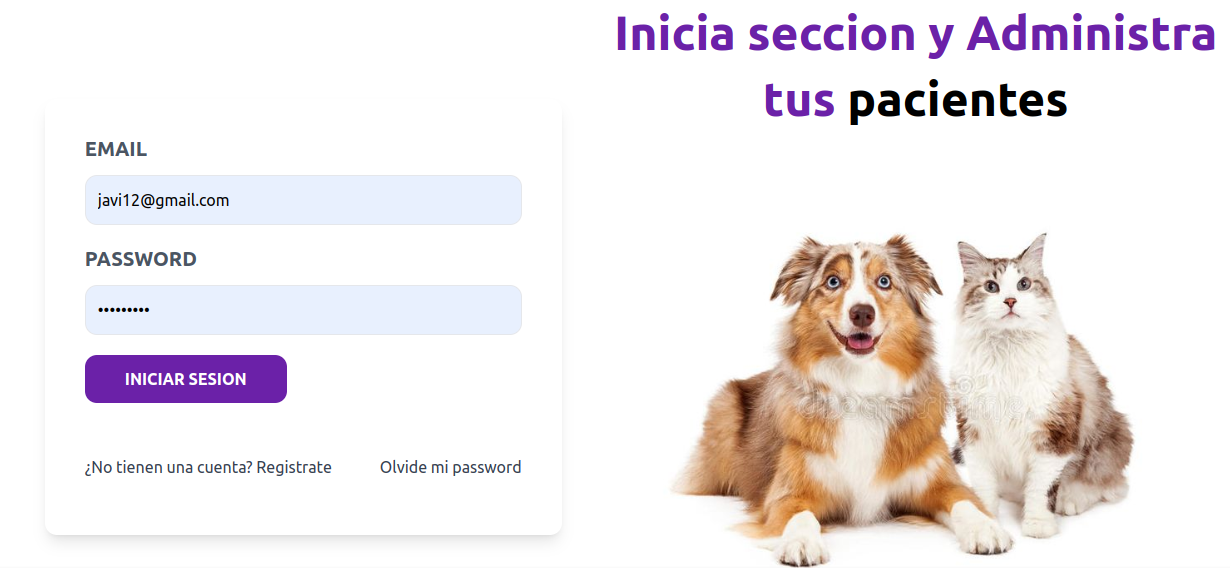 Inicia seccion y Administra
tus pacientes
EMAIL
javi12@gmail.com
PASSWORD
•••••••••
INICIAR SESION
¿No tienen una cuenta? Registrate
Olvide mi password